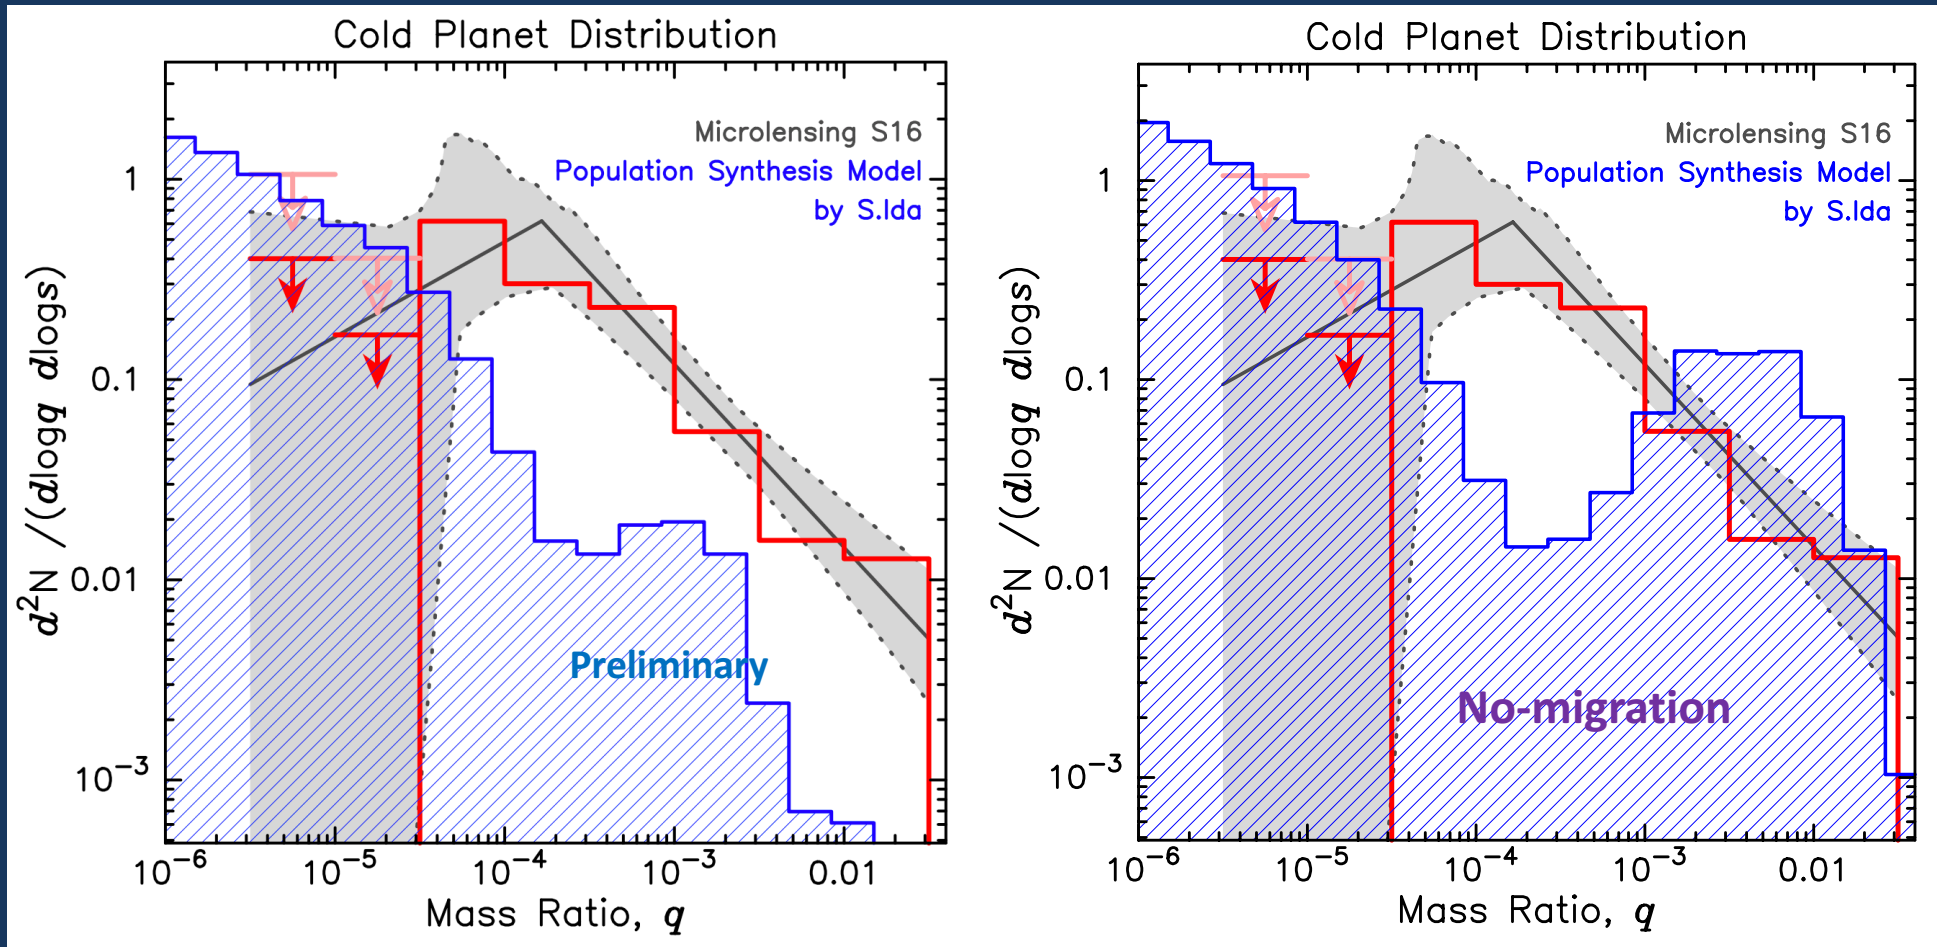 Cold Planet Distribution
Microlensing S16
Population Synthesis Model
by S.Ida
Preliminary
1
0.1
0.01
10⁻³
d²N /(dlogq dlogs)
10⁻⁶ 10⁻⁵ 10⁻⁴ 10⁻³ 0.01
Mass Ratio, q
Cold Planet Distribution
Microlensing S16
Population Synthesis Model
by S.Ida
No-migration
1
0.1
0.01
10⁻³
d²N /(dlogq dlogs)
10⁻⁶ 10⁻⁵ 10⁻⁴ 10⁻³ 0.01
Mass Ratio, q